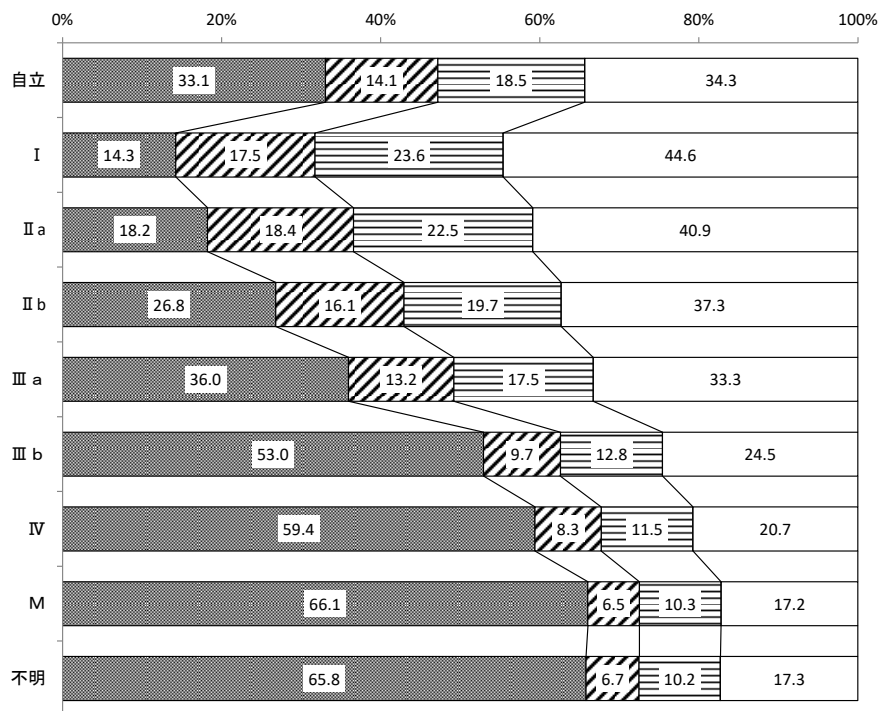 0% 20% 40% 60% 80% 100%
自立 33.1 14.1 18.5 34.3
Ⅰ 14.3 17.5 23.6 44.6
Ⅱa 18.2 18.4 22.5 40.9
Ⅱb 26.8 16.1 19.7 37.3
Ⅲa 36.0 13.2 17.5 33.3
Ⅲb 53.0 9.7 12.8 24.5
Ⅳ 59.4 8.3 11.5 20.7
M 66.1 6.5 10.3 17.2
不明 65.8 6.7 10.2 17.3